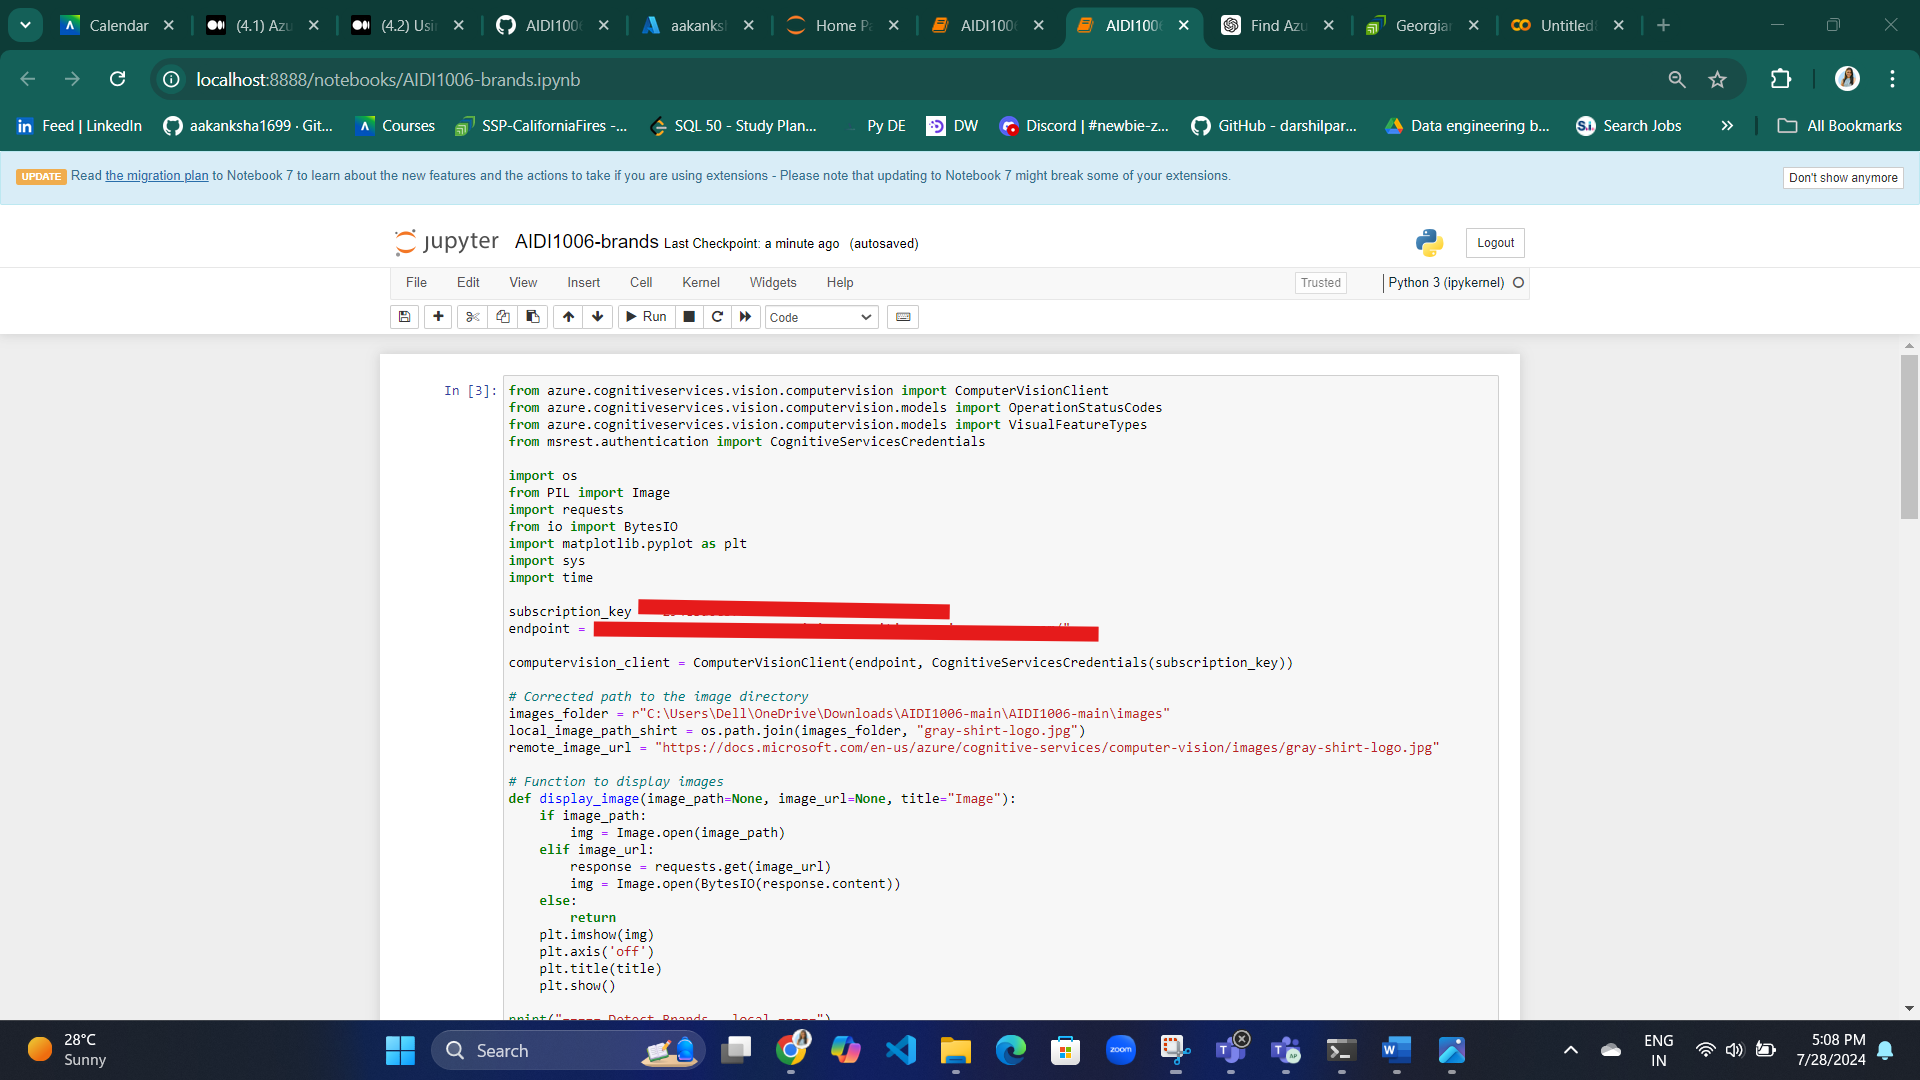 Calendar
(4.1) Azu
(4.2) Usin
AIDI1006
aakanksh
Home Pa
AIDI1006
AIDI1006
Find Azu
Georgian
Untitled
localhost:8888/notebooks/AIDI1006-brands.ipynb
Feed | LinkedIn
aakanksha1699 · Git...
Courses
SSP-CaliforniaFires -...
SQL 50 - Study Plan...
Py DE
DW
Discord | #newbie-z...
GitHub - darshilpar...
Data engineering b...
Search Jobs
All Bookmarks
UPDATE Read the migration plan to Notebook 7 to learn about the new features and the actions to take if you are using extensions - Please note that updating to Notebook 7 might break some of your extensions.
Don't show anymore
jupyter AIDI1006-brands Last Checkpoint: a minute ago (autosaved)
Logout
File Edit View Insert Cell Kernel Widgets Help
Trusted
Python 3 (ipykernel)
Run
Code
In [3]:
from azure.cognitiveservices.vision.computervision import ComputerVisionClient
from azure.cognitiveservices.vision.computervision.models import OperationStatusCodes
from azure.cognitiveservices.vision.computervision.models import VisualFeatureTypes
from msrest.authentication import CognitiveServicesCredentials
import os
from PIL import Image
import requests
from io import BytesIO
import matplotlib.pyplot as plt
import sys
import time
subscription_key
endpoint =
computervision_client = ComputerVisionClient(endpoint, CognitiveServicesCredentials(subscription_key))
# Corrected path to the image directory
images_folder = r"C:\Users\Dell\OneDrive\Downloads\AIDI1006-main\AIDI1006-main\images"
local_image_path_shirt = os.path.join(images_folder, "gray-shirt-logo.jpg")
remote_image_url = "https://docs.microsoft.com/en-us/azure/cognitive-services/computer-vision/images/gray-shirt-logo.jpg"
# Function to display images
def display_image(image_path=None, image_url=None, title="Image"):
    if image_path:
        img = Image.open(image_path)
    elif image_url:
        response = requests.get(image_url)
        img = Image.open(BytesIO(response.content))
    else:
        return
    plt.imshow(img)
    plt.axis('off')
    plt.title(title)
    plt.show()
print("===== Detect Brands - local =====")
28°C
Sunny
Search
zoom
ENG
IN
5:08 PM
7/28/2024